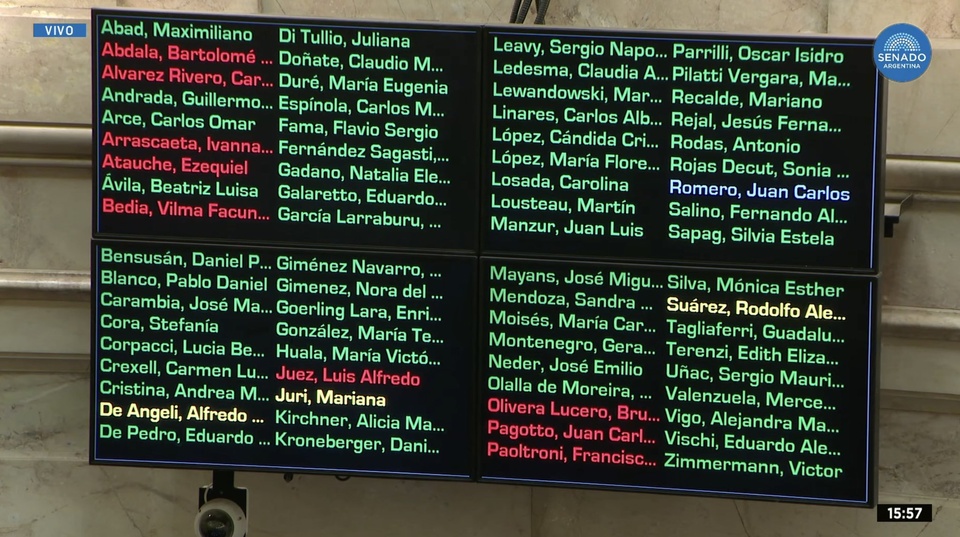 VIVO
SENADO
ARGENTINA
Abad, Maximiliano
Abdala, Bartolomé ...
Alvarez Rivero, Car...
Andrada, Guillermo...
Arce, Carlos Omar
Arrascaeta, Ivanna...
Atauche, Ezequiel
Ávila, Beatriz Luisa
Bedia, Vilma Facun...
Di Tullio, Juliana
Doñate, Claudio M...
Duré, María Eugenia
Espínola, Carlos M...
Fama, Flavio Sergio
Fernández Sagasti,...
Gadano, Natalia Ele...
Galaretto, Eduardo...
García Larraburu, ...
Leavy, Sergio Napo...
Ledesma, Claudia A...
Lewandowski, Mar...
Linares, Carlos Alb...
López, Cándida Cri...
López, María Flore...
Losada, Carolina
Lousteau, Martín
Manzur, Juan Luis
Parrilli, Oscar Isidro
Pilatti Vergara, Ma...
Recalde, Mariano
Rejal, Jesús Ferna...
Rodas, Antonio
Rojas Decut, Sonia ...
Romero, Juan Carlos
Salino, Fernando Al...
Sapag, Silvia Estela
Bensusán, Daniel P...
Blanco, Pablo Daniel
Carambia, José Ma...
Cora, Stefanía
Corpacci, Lucia Be...
Crexell, Carmen Lu...
Cristina, Andrea M...
De Angeli, Alfredo ...
De Pedro, Eduardo ...
Giménez Navarro, ...
Gimenez, Nora del ...
Goerling Lara, Enri...
González, María Te...
Huala, María Victó...
Juez, Luis Alfredo
Juri, Mariana
Kirchner, Alicia Ma...
Kroneberger, Dani...
Mayans, José Migu...
Mendoza, Sandra ...
Moisés, María Car...
Montenegro, Gera...
Neder, José Emilio
Olalla de Moreira, ...
Olivera Lucero, Bru...
Pagotto, Juan Carl...
Paoltroni, Francisc...
Silva, Mónica Esther
Suárez, Rodolfo Ale...
Tagliaferri, Guadalu...
Terenzi, Edith Eliza...
Uñac, Sergio Mauri...
Valenzuela, Merce...
Vigo, Alejandra Ma...
Vischi, Eduardo Ale...
Zimmermann, Victor
15:57